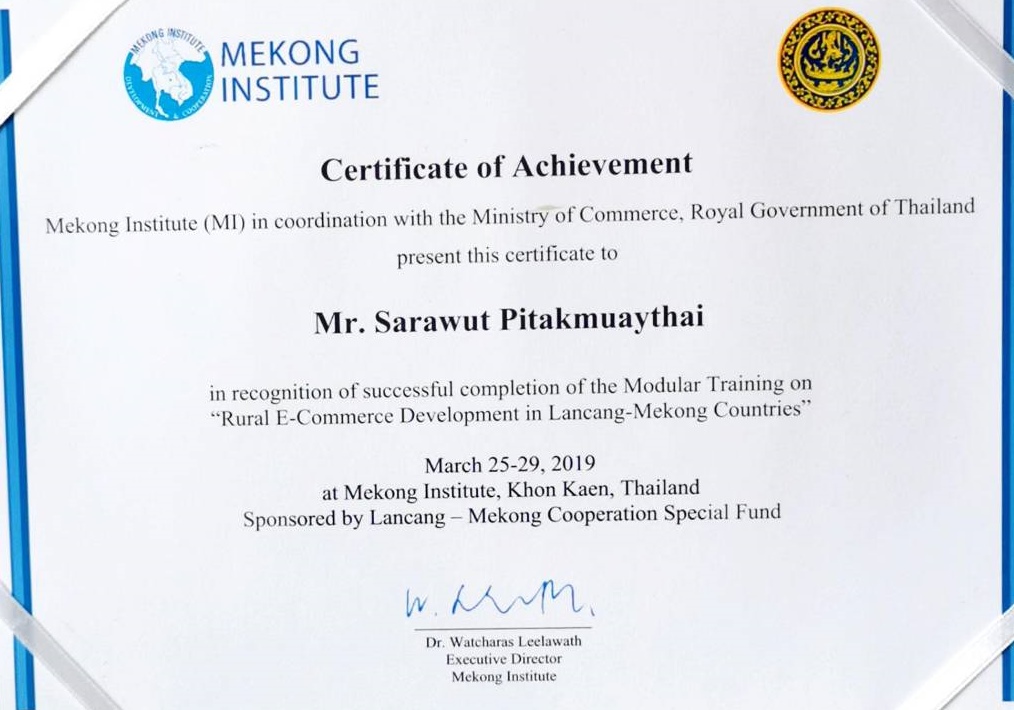 MEKONG INSTITUTE
DEVELOPMENT & COOPERATION
MEKONG
INSTITUTE
Certificate of Achievement
Mekong Institute (MI) in coordination with the Ministry of Commerce, Royal Government of Thailand
present this certificate to
Mr. Sarawut Pitakmuaythai
in recognition of successful completion of the Modular Training on
“Rural E-Commerce Development in Lancang-Mekong Countries”
March 25-29, 2019
at Mekong Institute, Khon Kaen, Thailand
Sponsored by Lancang – Mekong Cooperation Special Fund
Dr. Watcharas Leelawath
Executive Director
Mekong Institute